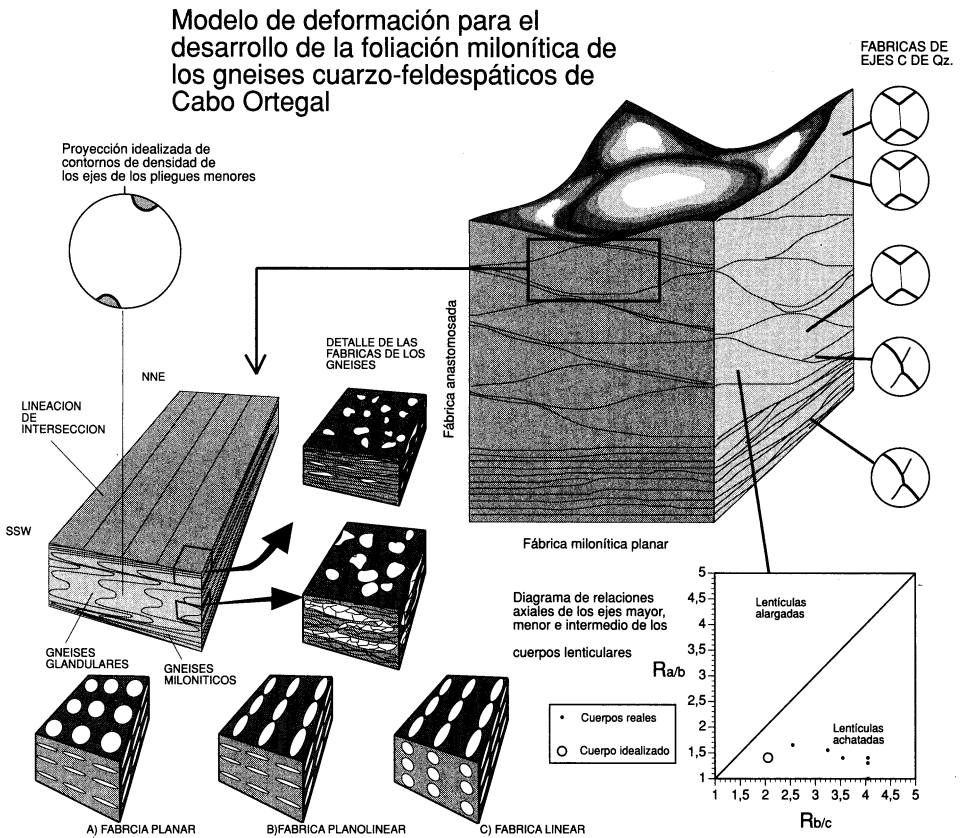 Modelo de deformación para el
desarrollo de la foliación milonítica de
los gneises cuarzo-feldespáticos de
Cabo Ortegal
FABRICAS DE
EJES C DE Qz.
Proyección idealizada de
contornos de densidad de
los ejes de los pliegues menores
Fábrica anastomosada
DETALLE DE LAS
FABRICAS DE LOS
GNEISES
NNE
LINEACION
DE
INTERSECCION
SSW
Fábrica milonítica planar
GNEISES
GLANDULARES
GNEISES
MILONITICOS
Diagrama de relaciones
axiales de los ejes mayor,
menor e intermedio de los
cuerpos lenticulares
Cuerpos reales
Cuerpo idealizado
Ra/b
5
4,5
4
3,5
3
2,5
2
1,5
1
Lentículas
alargadas
Lentículas
achatadas
1 1,5 2 2,5 3 3,5 4 4,5 5
Rb/c
A) FABRCIA PLANAR
B)FABRICA PLANOLINEAR
C) FABRICA LINEAR